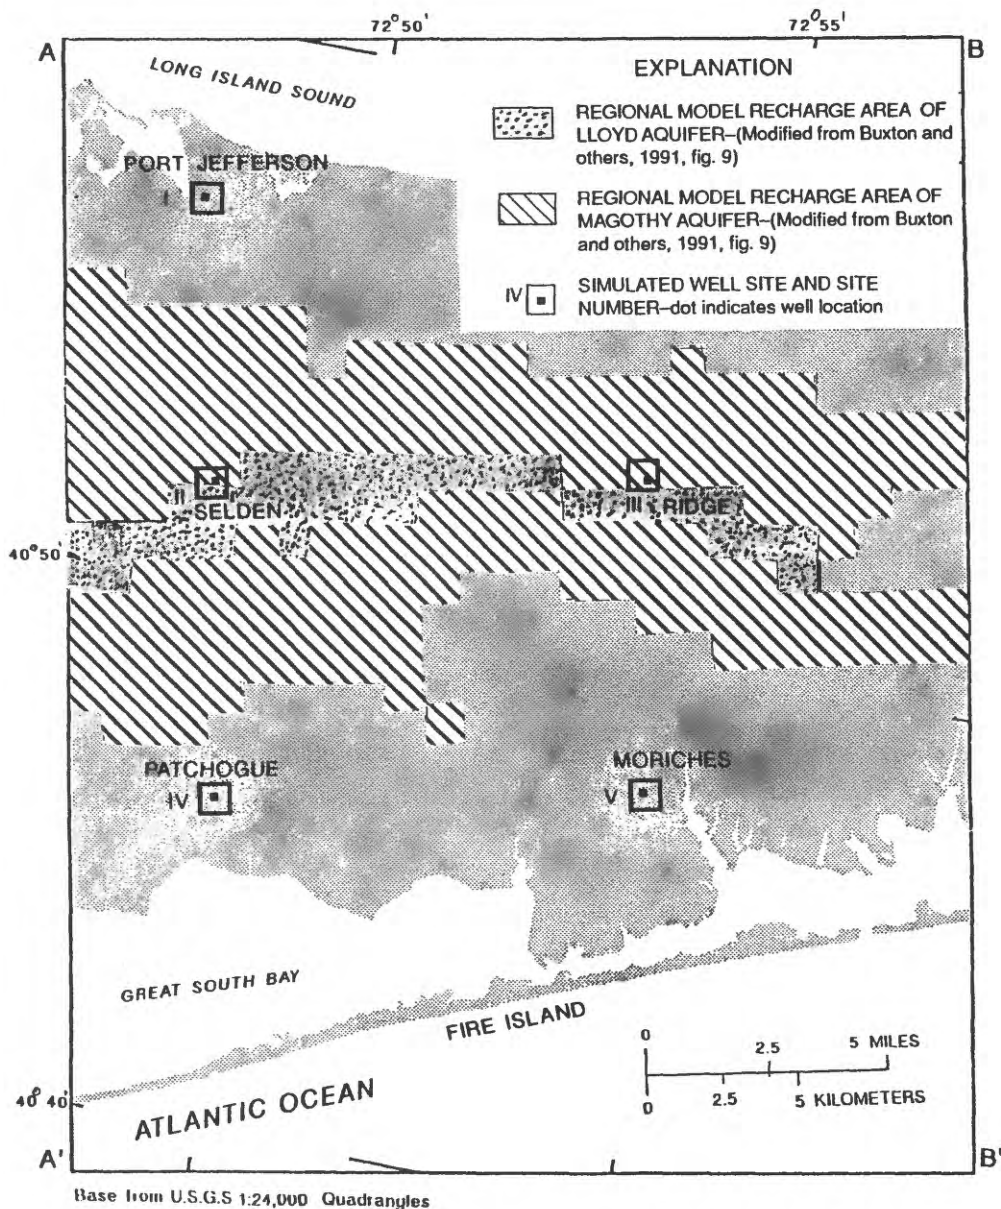 72°50'
72°55'
A
B
LONG ISLAND SOUND
EXPLANATION
REGIONAL MODEL RECHARGE AREA OF
LLOYD AQUIFER–(Modified from Buxton and
others, 1991, fig. 9)
PORT JEFFERSON
I
REGIONAL MODEL RECHARGE AREA OF
MAGOTHY AQUIFER–(Modified from Buxton
and others, 1991, fig. 9)
IV
SIMULATED WELL SITE AND SITE
NUMBER–dot indicates well location
II
SELDEN
III
RIDGE
40°50'
PATCHOGUE
IV
MORICHES
V
GREAT SOUTH BAY
FIRE ISLAND
0 2.5 5 MILES
0 2.5 5 KILOMETERS
40°40'
ATLANTIC OCEAN
A'
B'
Base from U.S.G.S 1:24,000 Quadrangles